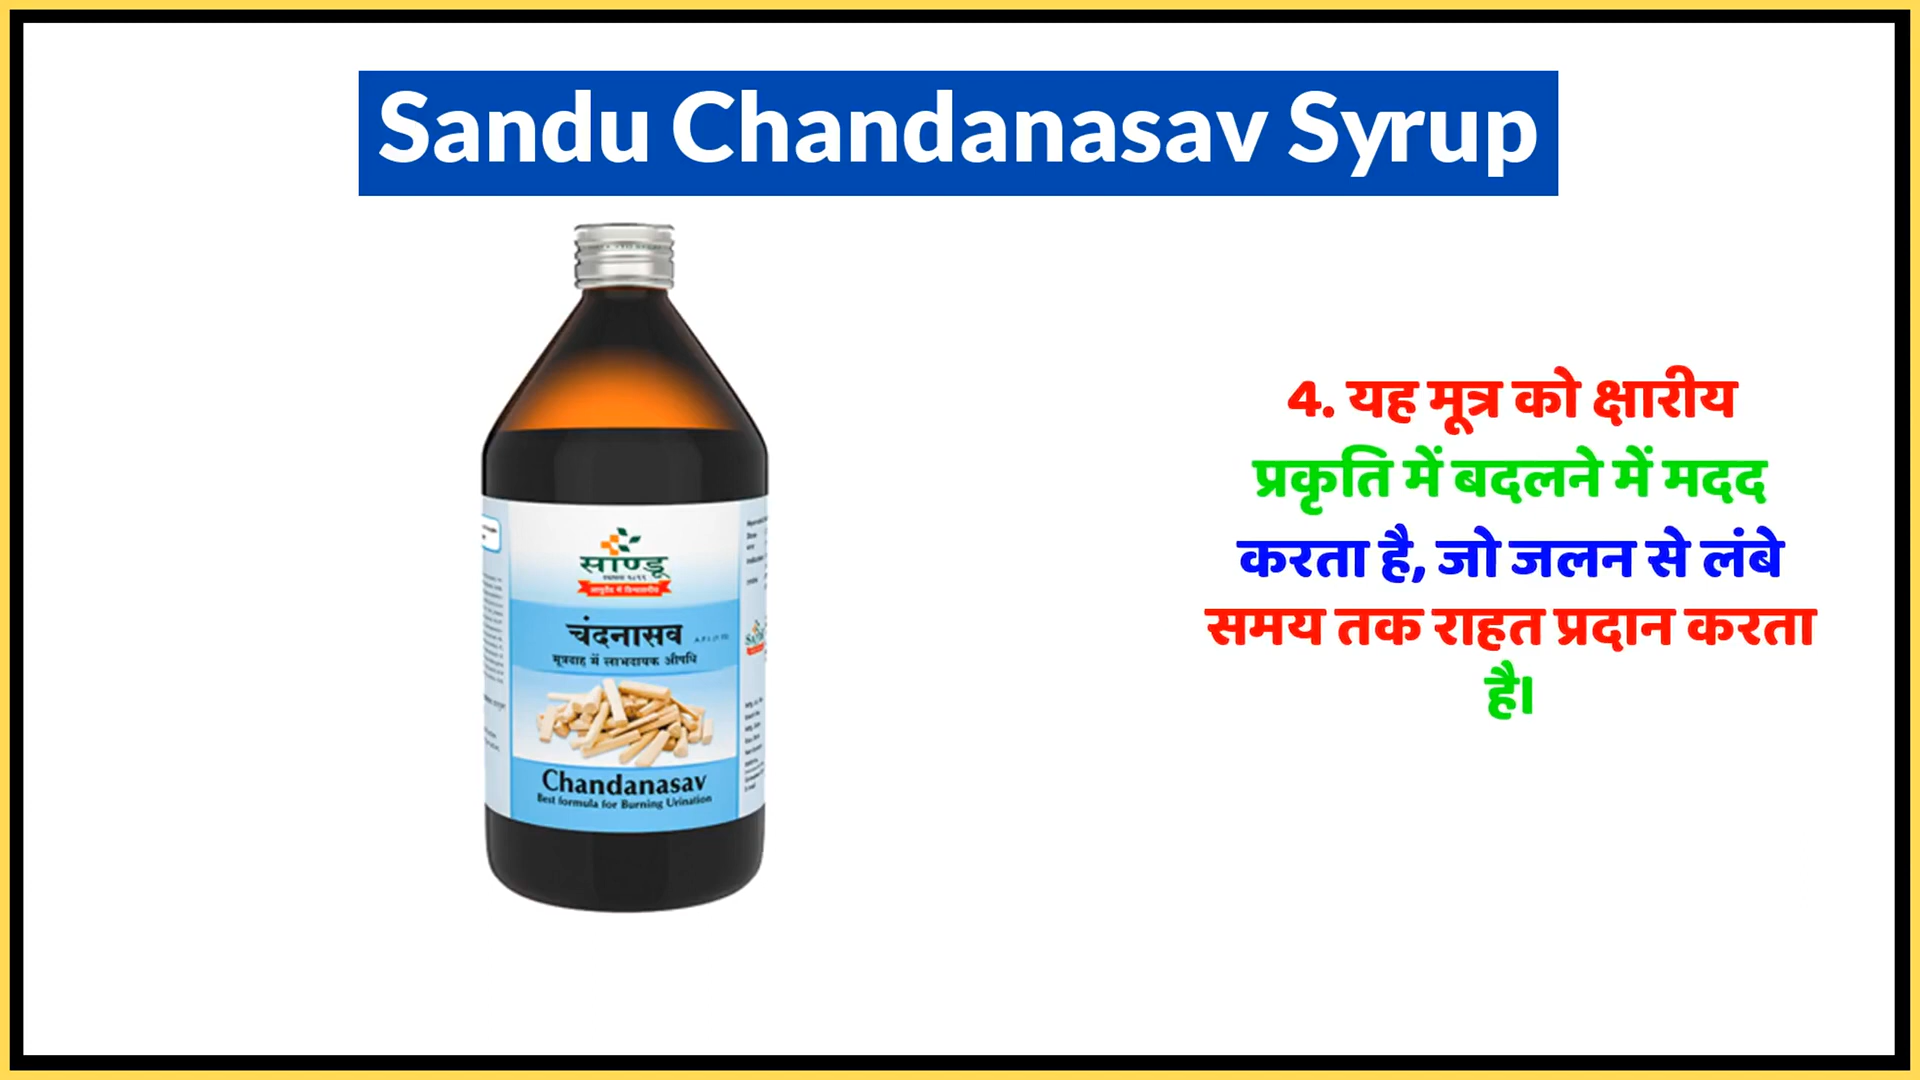 Sandu Chandanasav Syrup
4. यह मूत्र को क्षारीय
प्रकृति में बदलने में मदद
करता है, जो जलन से लंबे
समय तक राहत प्रदान करता
है।
साण्डू
चंदनासव
मूत्रदाह में लाभदायक औषधि
Chandanasav
Best formula for Burning Urination